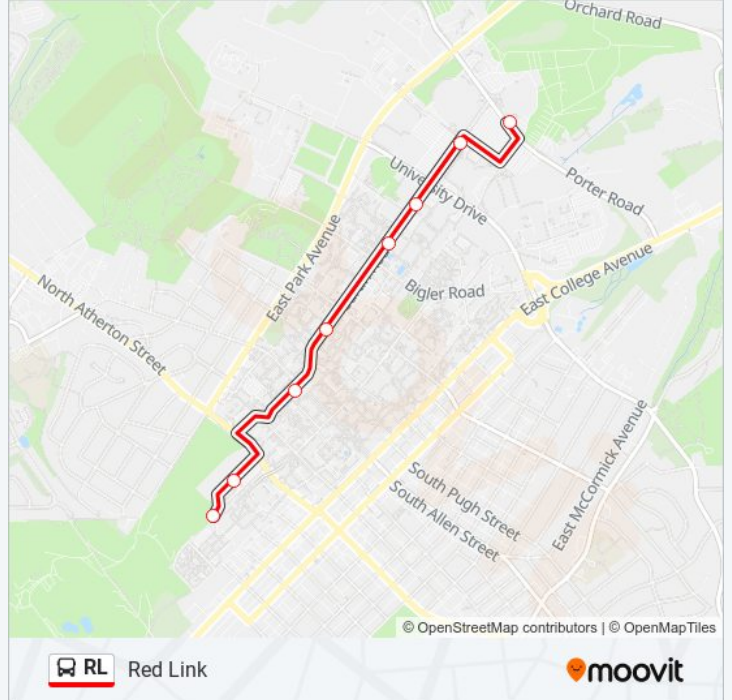 Orchard Road
University Drive
Porter Road
East Park Avenue
East College Avenue
Bigler Road
North Atherton Street
South Pugh Street
South Allen Street
East McCormick Avenue
© OpenStreetMap contributors | © OpenMapTiles
RL Red Link
moovit